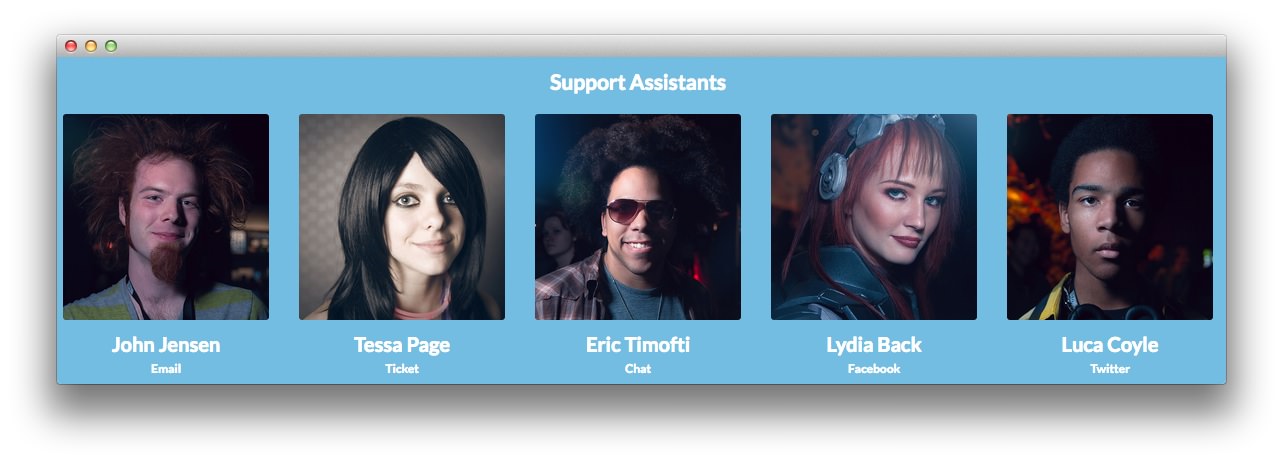 Support Assistants
John Jensen
Email
Tessa Page
Ticket
Eric Timofti
Chat
Lydia Back
Facebook
Luca Coyle
Twitter